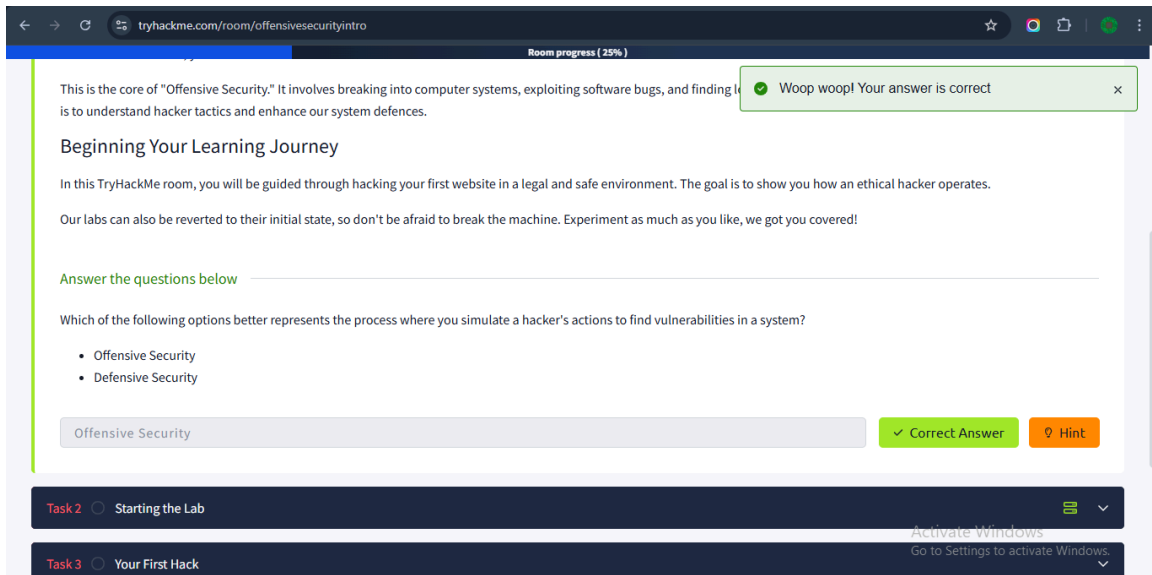 tryhackme.com/room/offensivesecurityintro
Room progress ( 25% )
This is the core of "Offensive Security." It involves breaking into computer systems, exploiting software bugs, and finding
Woop woop! Your answer is correct
is to understand hacker tactics and enhance our system defences.
Beginning Your Learning Journey
In this TryHackMe room, you will be guided through hacking your first website in a legal and safe environment. The goal is to show you how an ethical hacker operates.
Our labs can also be reverted to their initial state, so don't be afraid to break the machine. Experiment as much as you like, we got you covered!
Answer the questions below
Which of the following options better represents the process where you simulate a hacker's actions to find vulnerabilities in a system?
• Offensive Security
• Defensive Security
Offensive Security
Correct Answer
Hint
Task 2 Starting the Lab
Activate Windows
Go to Settings to activate Windows.
Task 3 Your First Hack